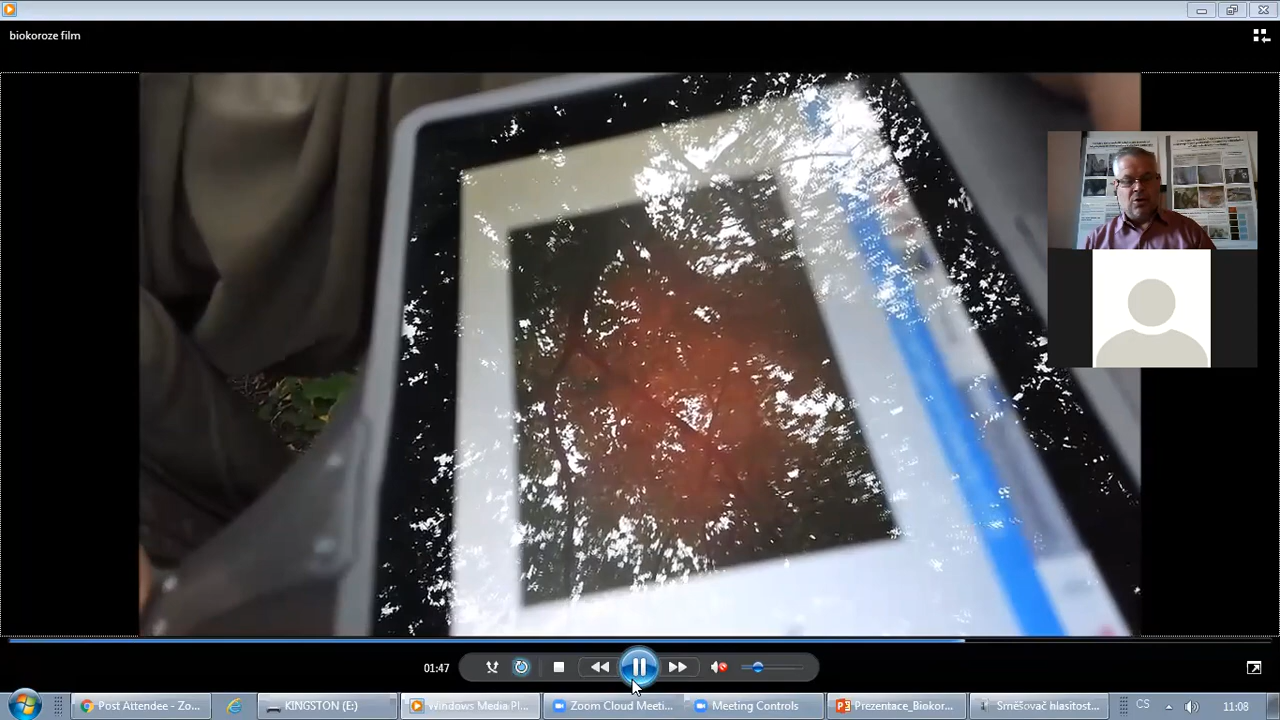 biokoroze film
01:47
Post Attendee - Zo...
KINGSTON (E:)
Windows Media Pl...
Zoom Cloud Meeti...
Meeting Controls
Prezentace_Biokor...
Směšovač hlasitost...
CS
11:08